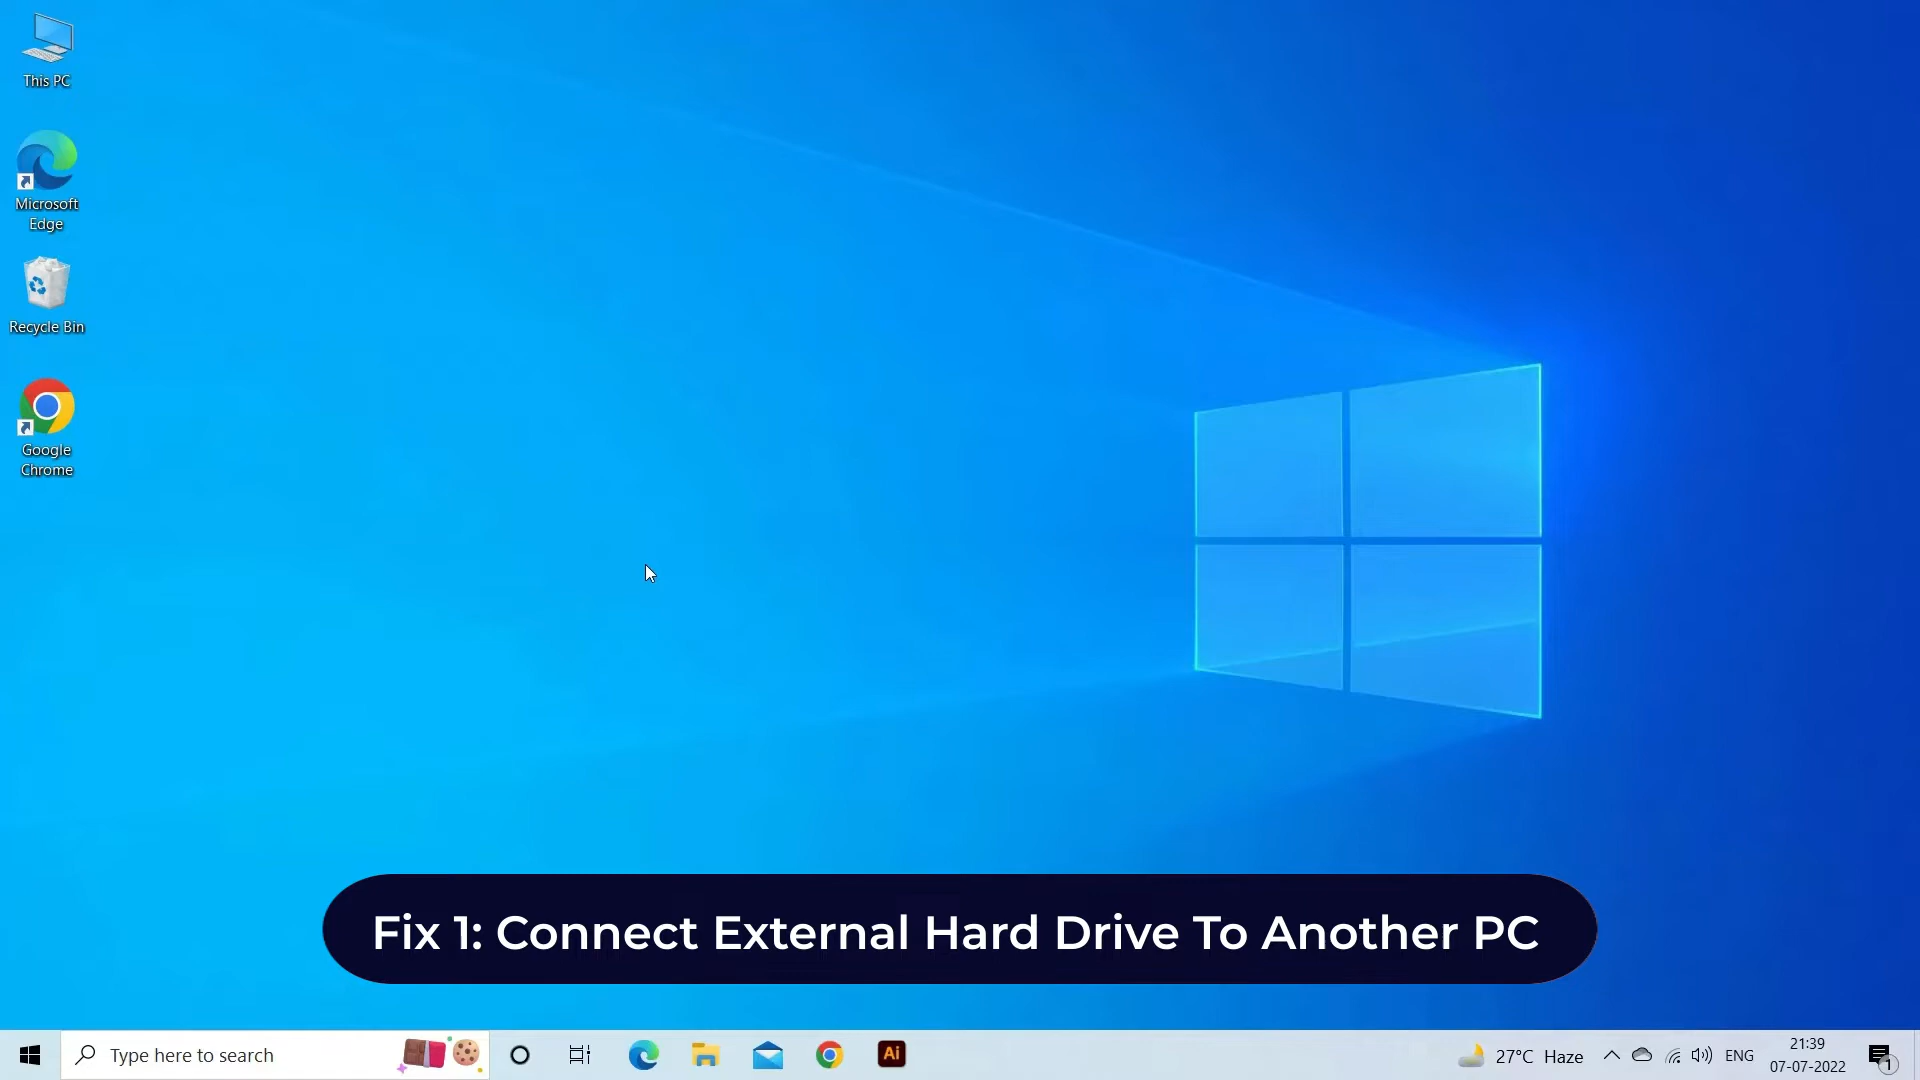 This PC
Microsoft
Edge
Recycle Bin
Google
Chrome
Fix 1: Connect External Hard Drive To Another PC
Type here to search
Ai
27°C Haze
ENG
21:39
07-07-2022
1